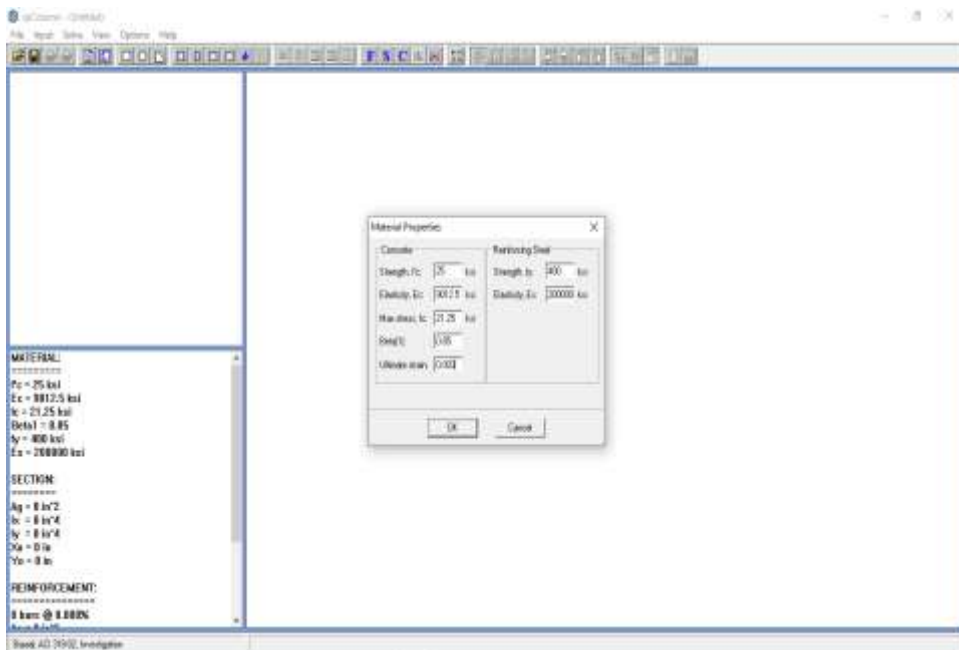 File Input Solve View Options Help
F S C
Material Properties
Concrete
Reinforcing Steel
Strength, f'c: 25 ksi
Strength, fy: 400 ksi
Elasticity, Ec: 9812.5 ksi
Elasticity, Es: 200000 ksi
Max stress, fc: 21.25 ksi
Beta(1): 0.85
Ultimate strain: 0.003
OK
Cancel
MATERIAL:
=========
f'c = 25 ksi
Ec = 9812.5 ksi
fc = 21.25 ksi
Beta1 = 0.85
fy = 400 ksi
Es = 200000 ksi
SECTION:
========
Ag = 0 in^2
Ix = 0 in^4
Iy = 0 in^4
Xo = 0 in
Yo = 0 in
REINFORCEMENT:
==============
0 bars @ 0.000%